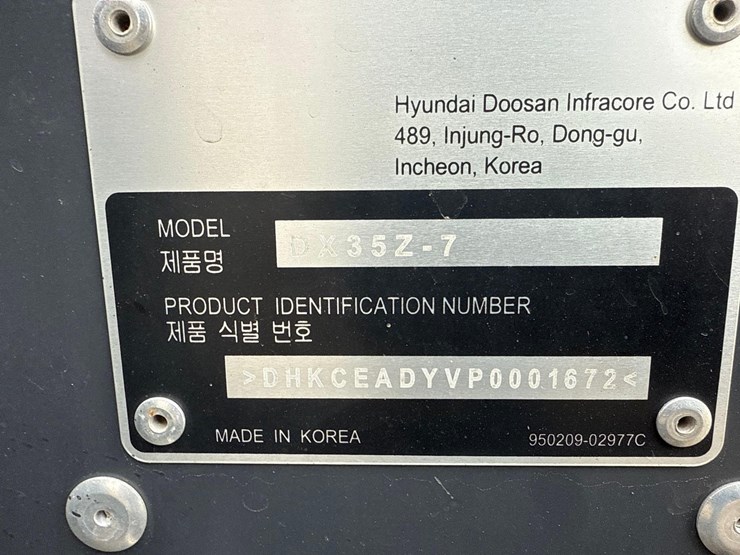 Hyundai Doosan Infracore Co. Ltd
489, Injung-Ro, Dong-gu,
Incheon, Korea
MODEL
제품명
DX35Z-7
PRODUCT IDENTIFICATION NUMBER
제품 식별 번호
>DHKCEADYVP0001672<
MADE IN KOREA
950209-02977C